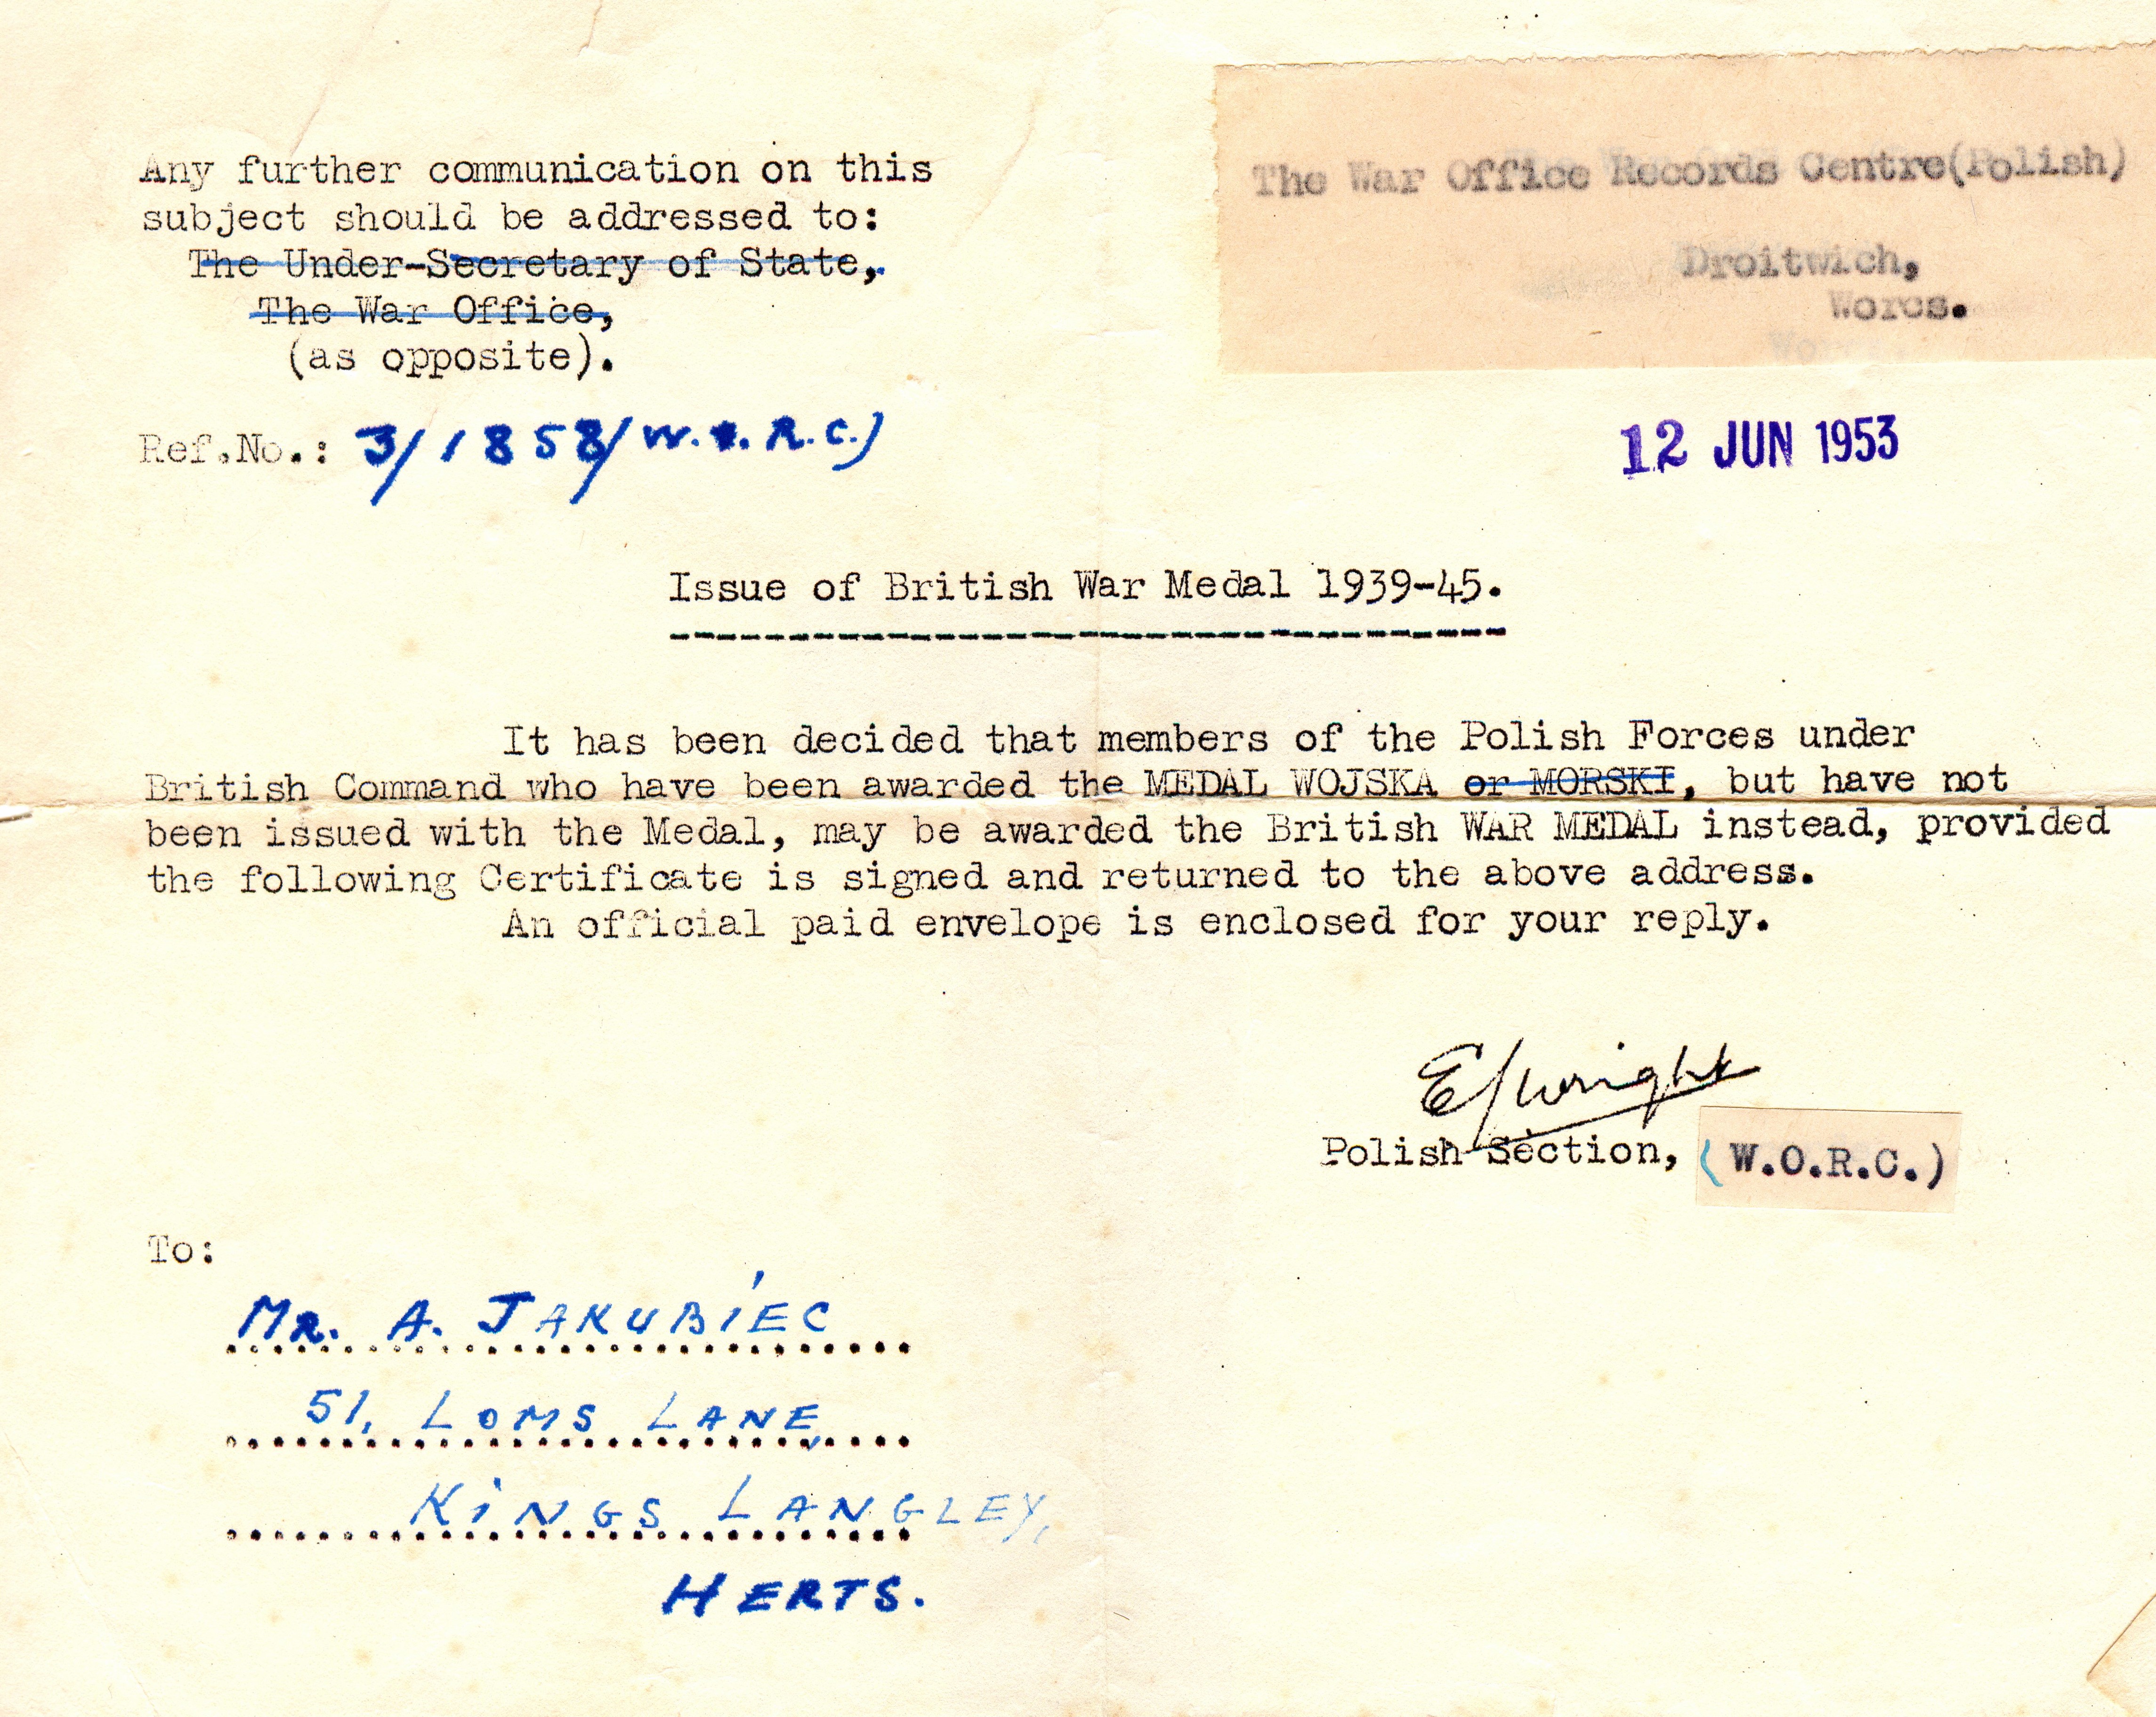 Any further communication on this
subject should be addressed to:
The Under-Secretary of State,
The War Office,
(as opposite).
The War Office Records Centre(Polish)
Droitwich,
Worcs.
Ref.No.: 3/1858/W.O.R.C.)
12 JUN 1953
Issue of British War Medal 1939-45.
It has been decided that members of the Polish Forces under
British Command who have been awarded the MEDAL WOJSKA or MORSKI, but have not
been issued with the Medal, may be awarded the British WAR MEDAL instead, provided
the following Certificate is signed and returned to the above address.
An official paid envelope is enclosed for your reply.
E/Wright
Polish Section, (W.O.R.C.)
To:
MR. A. JAKUBIEC
51, LOMS LANE,
KINGS LANGLEY,
HERTS.